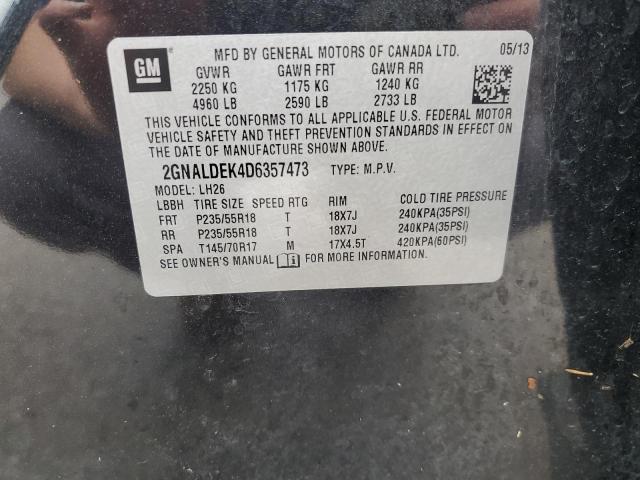 GM
MFD BY GENERAL MOTORS OF CANADA LTD. 05/13
GVWR GAWR FRT GAWR RR
2250 KG 1175 KG 1240 KG
4960 LB 2590 LB 2733 LB
THIS VEHICLE CONFORMS TO ALL APPLICABLE U.S. FEDERAL MOTOR
VEHICLE SAFETY AND THEFT PREVENTION STANDARDS IN EFFECT ON
THE DATE OF MANUFACTURE SHOWN ABOVE.
2GNALDEK4D6357473 TYPE: M.P.V.
MODEL: LH26
LBBH TIRE SIZE SPEED RTG RIM COLD TIRE PRESSURE
FRT P235/55R18 T 18X7J 240KPA(35PSI)
RR P235/55R18 T 18X7J 240KPA(35PSI)
SPA T145/70R17 M 17X4.5T 420KPA(60PSI)
SEE OWNER'S MANUAL FOR MORE INFORMATION.